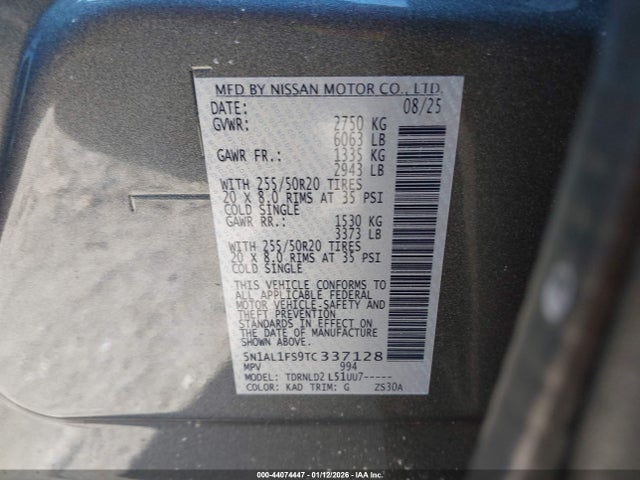 MFD BY NISSAN MOTOR CO., LTD.
DATE: 08/25
GVWR: 2750 KG
6063 LB
GAWR FR.: 1335 KG
2943 LB
WITH 255/50R20 TIRES
20 X 8.0 RIMS AT 35 PSI
COLD SINGLE
GAWR RR.: 1530 KG
3373 LB
WITH 255/50R20 TIRES
20 X 8.0 RIMS AT 35 PSI
COLD SINGLE
THIS VEHICLE CONFORMS TO
ALL APPLICABLE FEDERAL
MOTOR VEHICLE-SAFETY AND
THEFT PREVENTION
STANDARDS IN EFFECT ON
THE DATE OF MANUFACTURE
SHOWN ABOVE.
5N1AL1FS9TC337128
MPV 994
MODEL: TDRNLD2 L51UU7-----
COLOR: KAD TRIM: G ZS30A
000-44074447 - 01/12/2026 - IAA Inc.